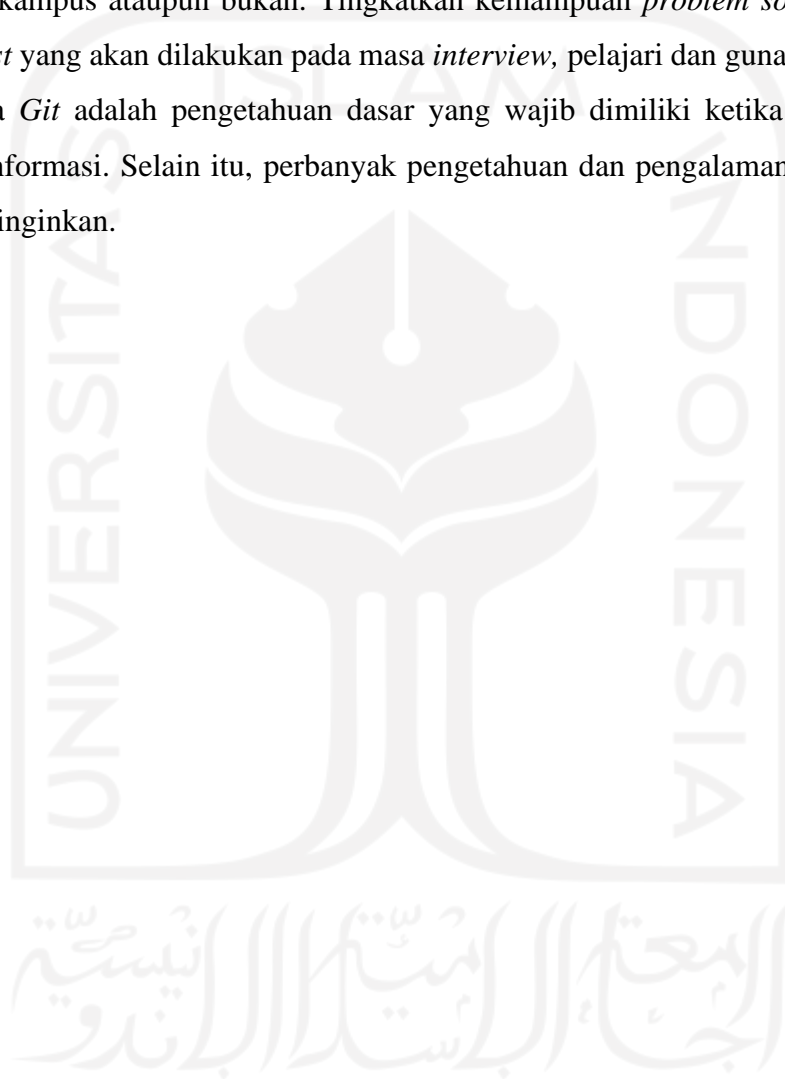 kampus ataupun bukan. Tingkatkan kemampuan problem so
st yang akan dilakukan pada masa interview, pelajari dan guna
a Git adalah pengetahuan dasar yang wajib dimiliki ketika
nformasi. Selain itu, perbanyak pengetahuan dan pengalaman
inginkan.
ISLAM
UNIVERSITAS
INDONESIA